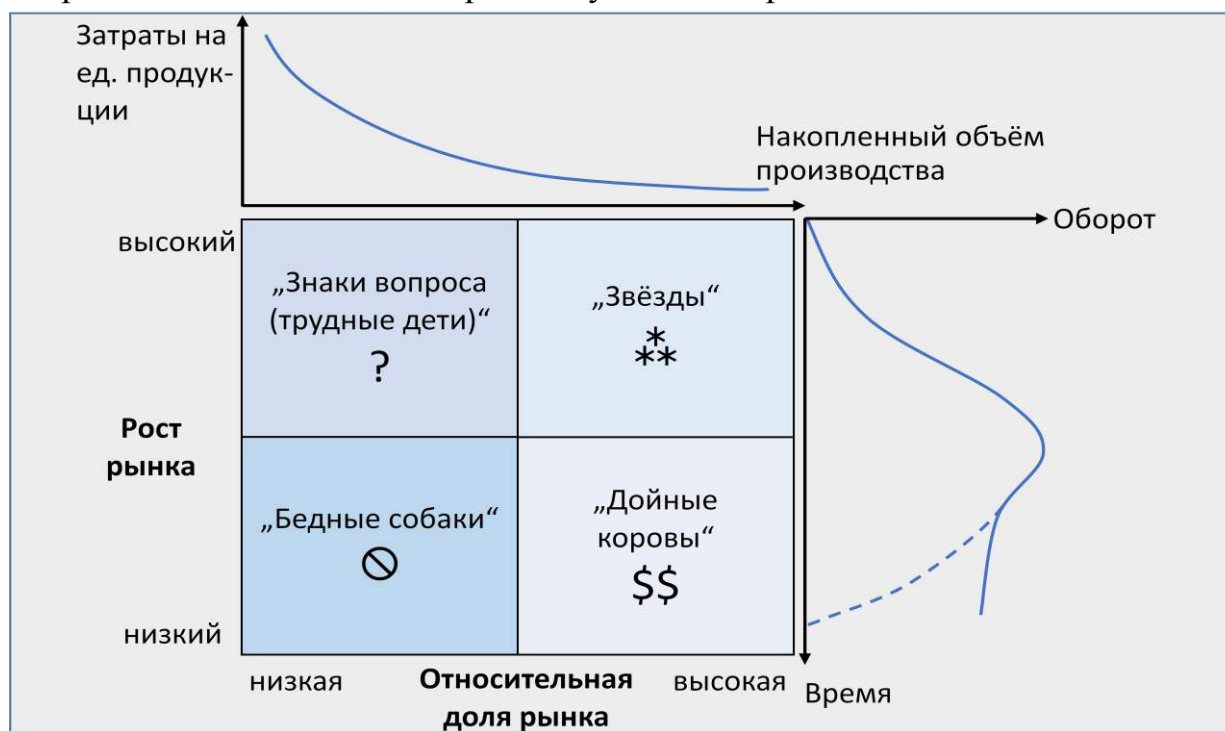 Затраты на
ед. продук-
ции
Накопленный объём
производства
Оборот
высокий
„Знаки вопроса
(трудные дети)“
?
„Звёзды“
***
Рост
рынка
„Бедные собаки“
„Дойные
коровы“
$$
низкий
низкая
Относительная
доля рынка
высокая
Время